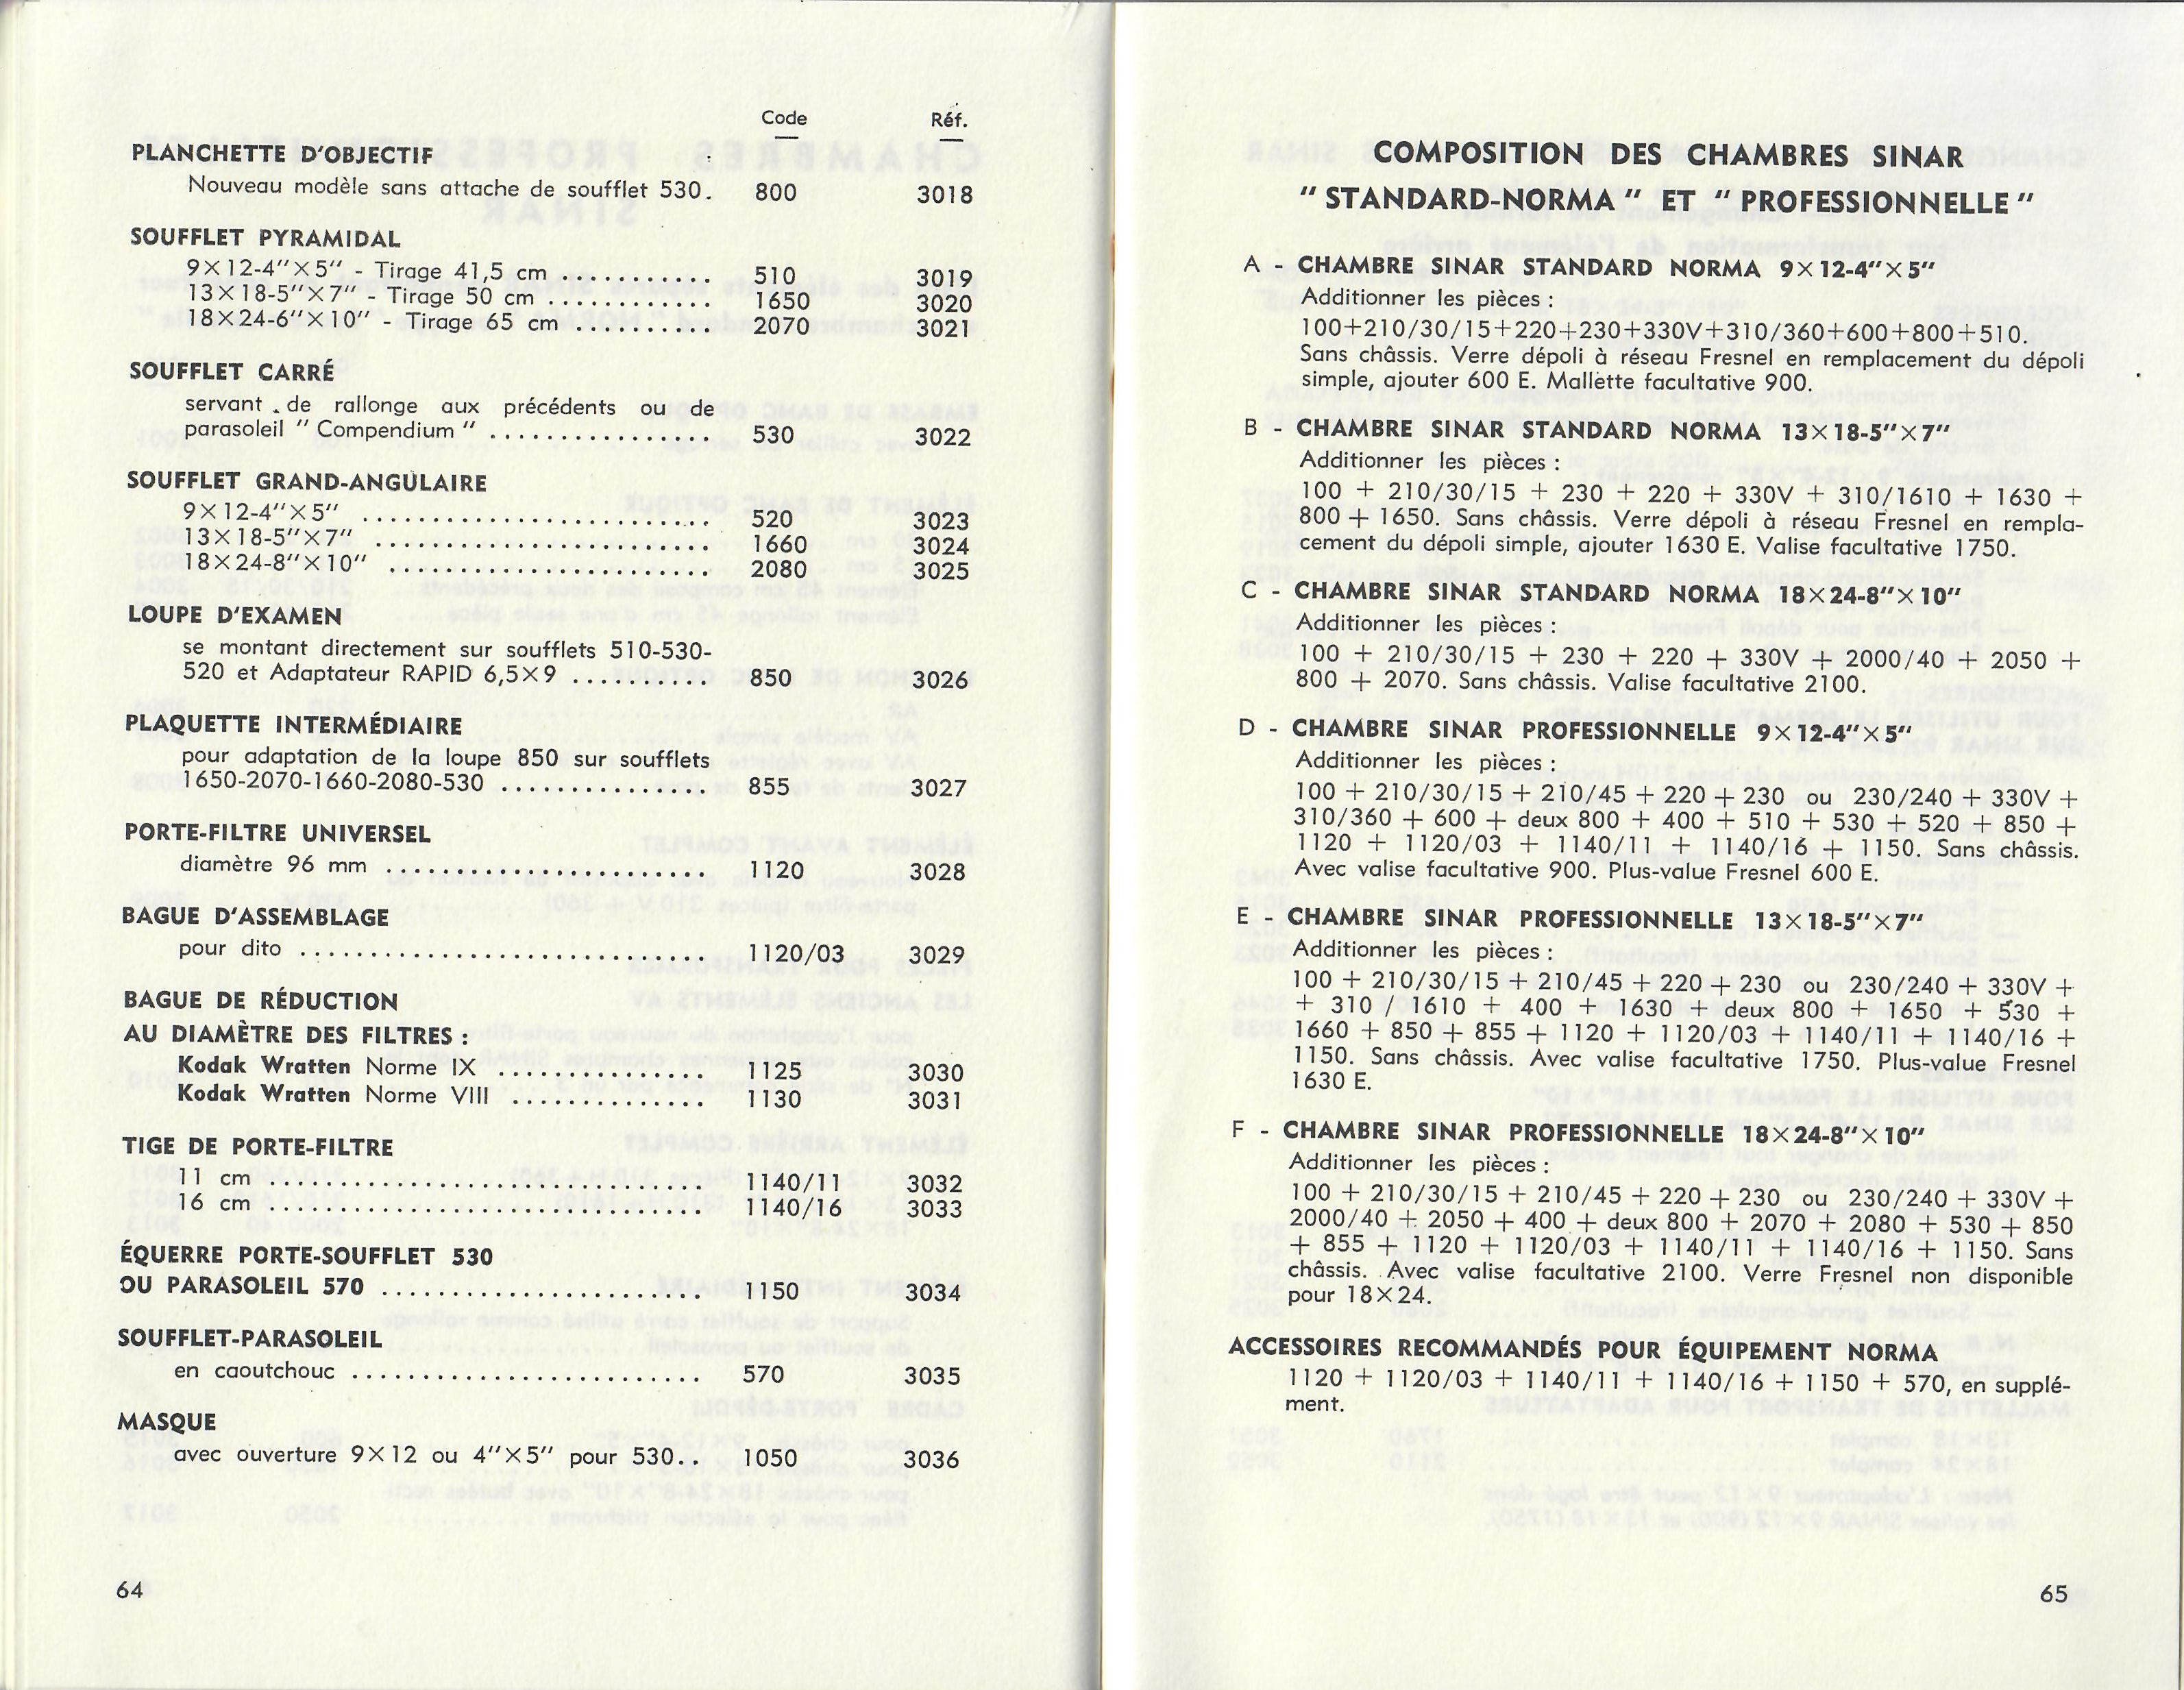 Code Réf.
PLANCHETTE D'OBJECTIF
Nouveau modèle sans attache de soufflet 530. 800 3018
SOUFFLET PYRAMIDAL
9×12-4"×5" - Tirage 41,5 cm ........... 510 3019
13×18-5"×7" - Tirage 50 cm ............ 1650 3020
18×24-6"×10" - Tirage 65 cm .......... 2070 3021
SOUFFLET CARRÉ
servant de rallonge aux précédents ou de
parasoleil " Compendium " ................ 530 3022
SOUFFLET GRAND-ANGULAIRE
9×12-4"×5" ......................... 520 3023
13×18-5"×7" ........................ 1660 3024
18×24-8"×10" ....................... 2080 3025
LOUPE D'EXAMEN
se montant directement sur soufflets 510-530-
520 et Adaptateur RAPID 6,5×9 .......... 850 3026
PLAQUETTE INTERMÉDIAIRE
pour adaptation de la loupe 850 sur soufflets
1650-2070-1660-2080-530 ............... 855 3027
PORTE-FILTRE UNIVERSEL
diamètre 96 mm ....................... 1120 3028
BAGUE D'ASSEMBLAGE
pour dito ............................. 1120/03 3029
BAGUE DE RÉDUCTION
AU DIAMÈTRE DES FILTRES :
Kodak Wratten Norme IX ............... 1125 3030
Kodak Wratten Norme VIII .............. 1130 3031
TIGE DE PORTE-FILTRE
11 cm ............................... 1140/11 3032
16 cm ............................... 1140/16 3033
ÉQUERRE PORTE-SOUFFLET 530
OU PARASOLEIL 570 ....................... 1150 3034
SOUFFLET-PARASOLEIL
en caoutchouc ......................... 570 3035
MASQUE
avec ouverture 9×12 ou 4"×5" pour 530.. 1050 3036
64
COMPOSITION DES CHAMBRES SINAR
" STANDARD-NORMA " ET " PROFESSIONNELLE "
A - CHAMBRE SINAR STANDARD NORMA 9×12-4"×5"
Additionner les pièces :
100+210/30/15+220+230+330V+310/360+600+800+510.
Sans châssis. Verre dépoli à réseau Fresnel en remplacement du dépoli
simple, ajouter 600 E. Mallette facultative 900.
B - CHAMBRE SINAR STANDARD NORMA 13×18-5"×7"
Additionner les pièces :
100 + 210/30/15 + 230 + 220 + 330V + 310/1610 + 1630 +
800 + 1650. Sans châssis. Verre dépoli à réseau Fresnel en rempla-
cement du dépoli simple, ajouter 1630 E. Valise facultative 1750.
C - CHAMBRE SINAR STANDARD NORMA 18×24-8"×10"
Additionner les pièces :
100 + 210/30/15 + 230 + 220 + 330V + 2000/40 + 2050 +
800 + 2070. Sans châssis. Valise facultative 2100.
D - CHAMBRE SINAR PROFESSIONNELLE 9×12-4"×5"
Additionner les pièces :
100 + 210/30/15 + 210/45 + 220 + 230 ou 230/240 + 330V +
310/360 + 600 + deux 800 + 400 + 510 + 530 + 520 + 850 +
1120 + 1120/03 + 1140/11 + 1140/16 + 1150. Sans châssis.
Avec valise facultative 900. Plus-value Fresnel 600 E.
E - CHAMBRE SINAR PROFESSIONNELLE 13×18-5"×7"
Additionner les pièces :
100 + 210/30/15 + 210/45 + 220 + 230 ou 230/240 + 330V +
+ 310 / 1610 + 400 + 1630 + deux 800 + 1650 + 530 +
1660 + 850 + 855 + 1120 + 1120/03 + 1140/11 + 1140/16 +
1150. Sans châssis. Avec valise facultative 1750. Plus-value Fresnel
1630 E.
F - CHAMBRE SINAR PROFESSIONNELLE 18×24-8"×10"
Additionner les pièces :
100 + 210/30/15 + 210/45 + 220 + 230 ou 230/240 + 330V +
2000/40 + 2050 + 400 + deux 800 + 2070 + 2080 + 530 + 850
+ 855 + 1120 + 1120/03 + 1140/11 + 1140/16 + 1150. Sans
châssis. Avec valise facultative 2100. Verre Fresnel non disponible
pour 18×24.
ACCESSOIRES RECOMMANDÉS POUR ÉQUIPEMENT NORMA
1120 + 1120/03 + 1140/11 + 1140/16 + 1150 + 570, en supplé-
ment.
65